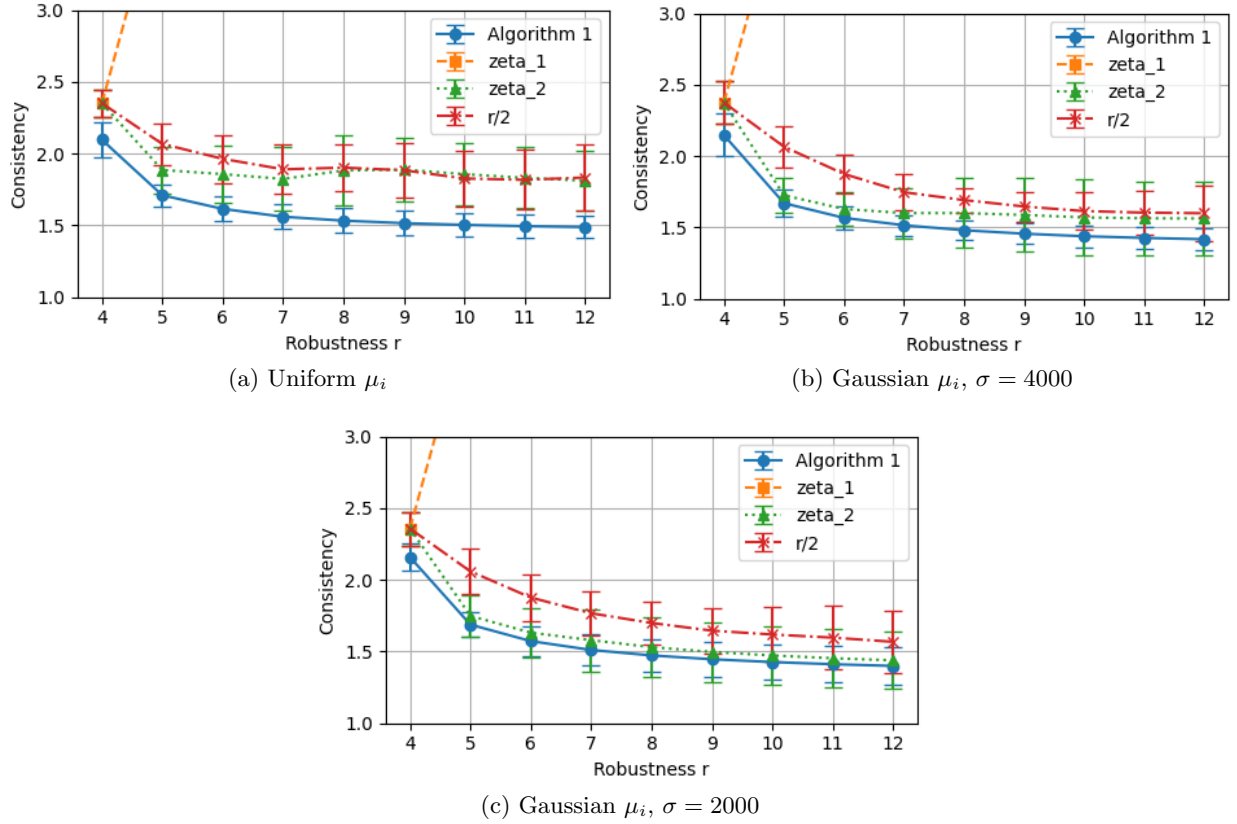 3.0
2.5
2.0
1.5
1.0
Consistency
Algorithm 1
zeta_1
zeta_2
r/2
4 5 6 7 8 9 10 11 12
Robustness r
(a) Uniform μi
3.0
2.5
2.0
1.5
1.0
Consistency
Algorithm 1
zeta_1
zeta_2
r/2
4 5 6 7 8 9 10 11 12
Robustness r
(b) Gaussian μi, σ = 4000
3.0
2.5
2.0
1.5
1.0
Consistency
Algorithm 1
zeta_1
zeta_2
r/2
4 5 6 7 8 9 10 11 12
Robustness r
(c) Gaussian μi, σ = 2000